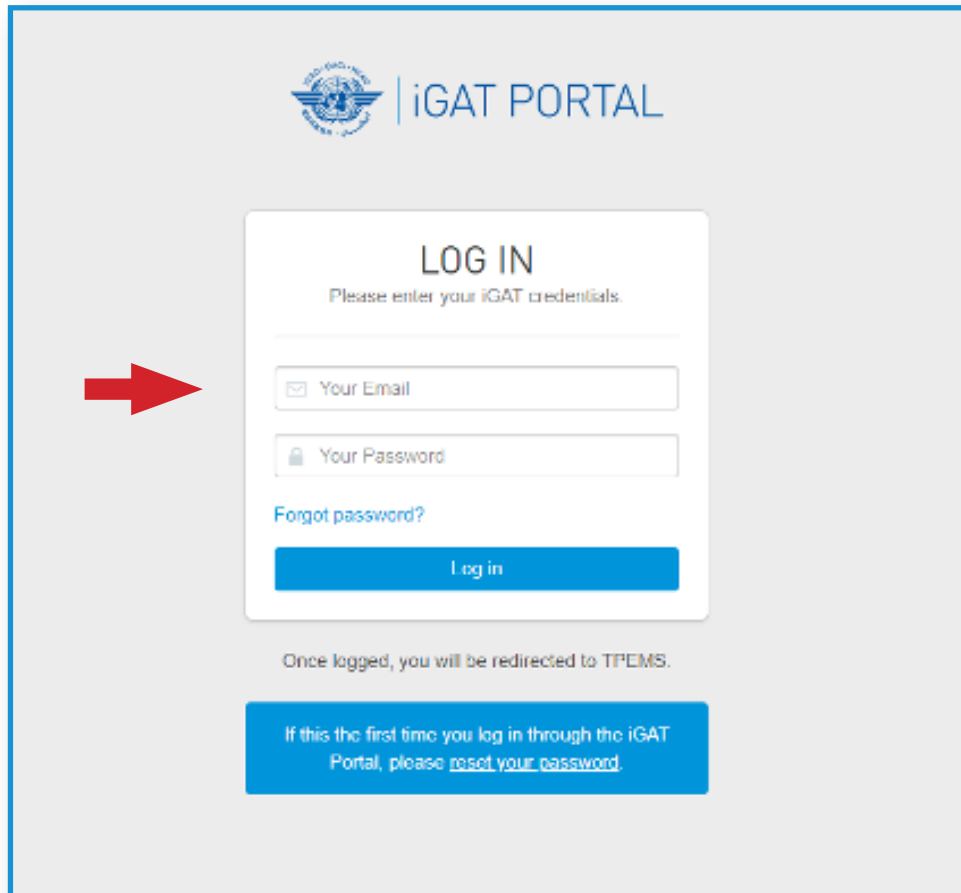 iGAT PORTAL
LOG IN
Please enter your iGAT credentials.
Your Email
Your Password
Forgot password?
Log in
Once logged, you will be redirected to TPEMS.
If this the first time you log in through the iGAT
Portal, please reset your password.